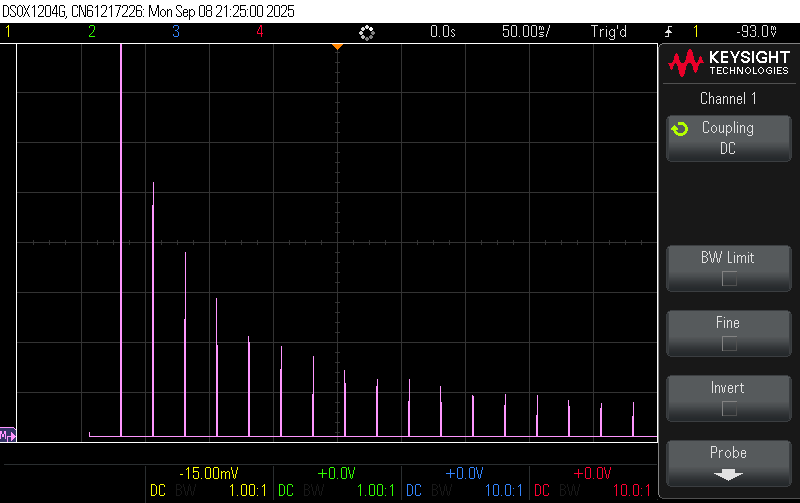 DSOX1204G, CN61217226: Mon Sep 08 21:25:00 2025
1 2 3 4 0.0s 50.00ms/ Trig'd 1 -93.0mV
KEYSIGHT
TECHNOLOGIES
Channel 1
Coupling
DC
BW Limit
Fine
Invert
Probe
M
-15.00mV +0.0V +0.0V +0.0V
DC BW 1.00:1 DC BW 1.00:1 DC BW 10.0:1 DC BW 10.0:1